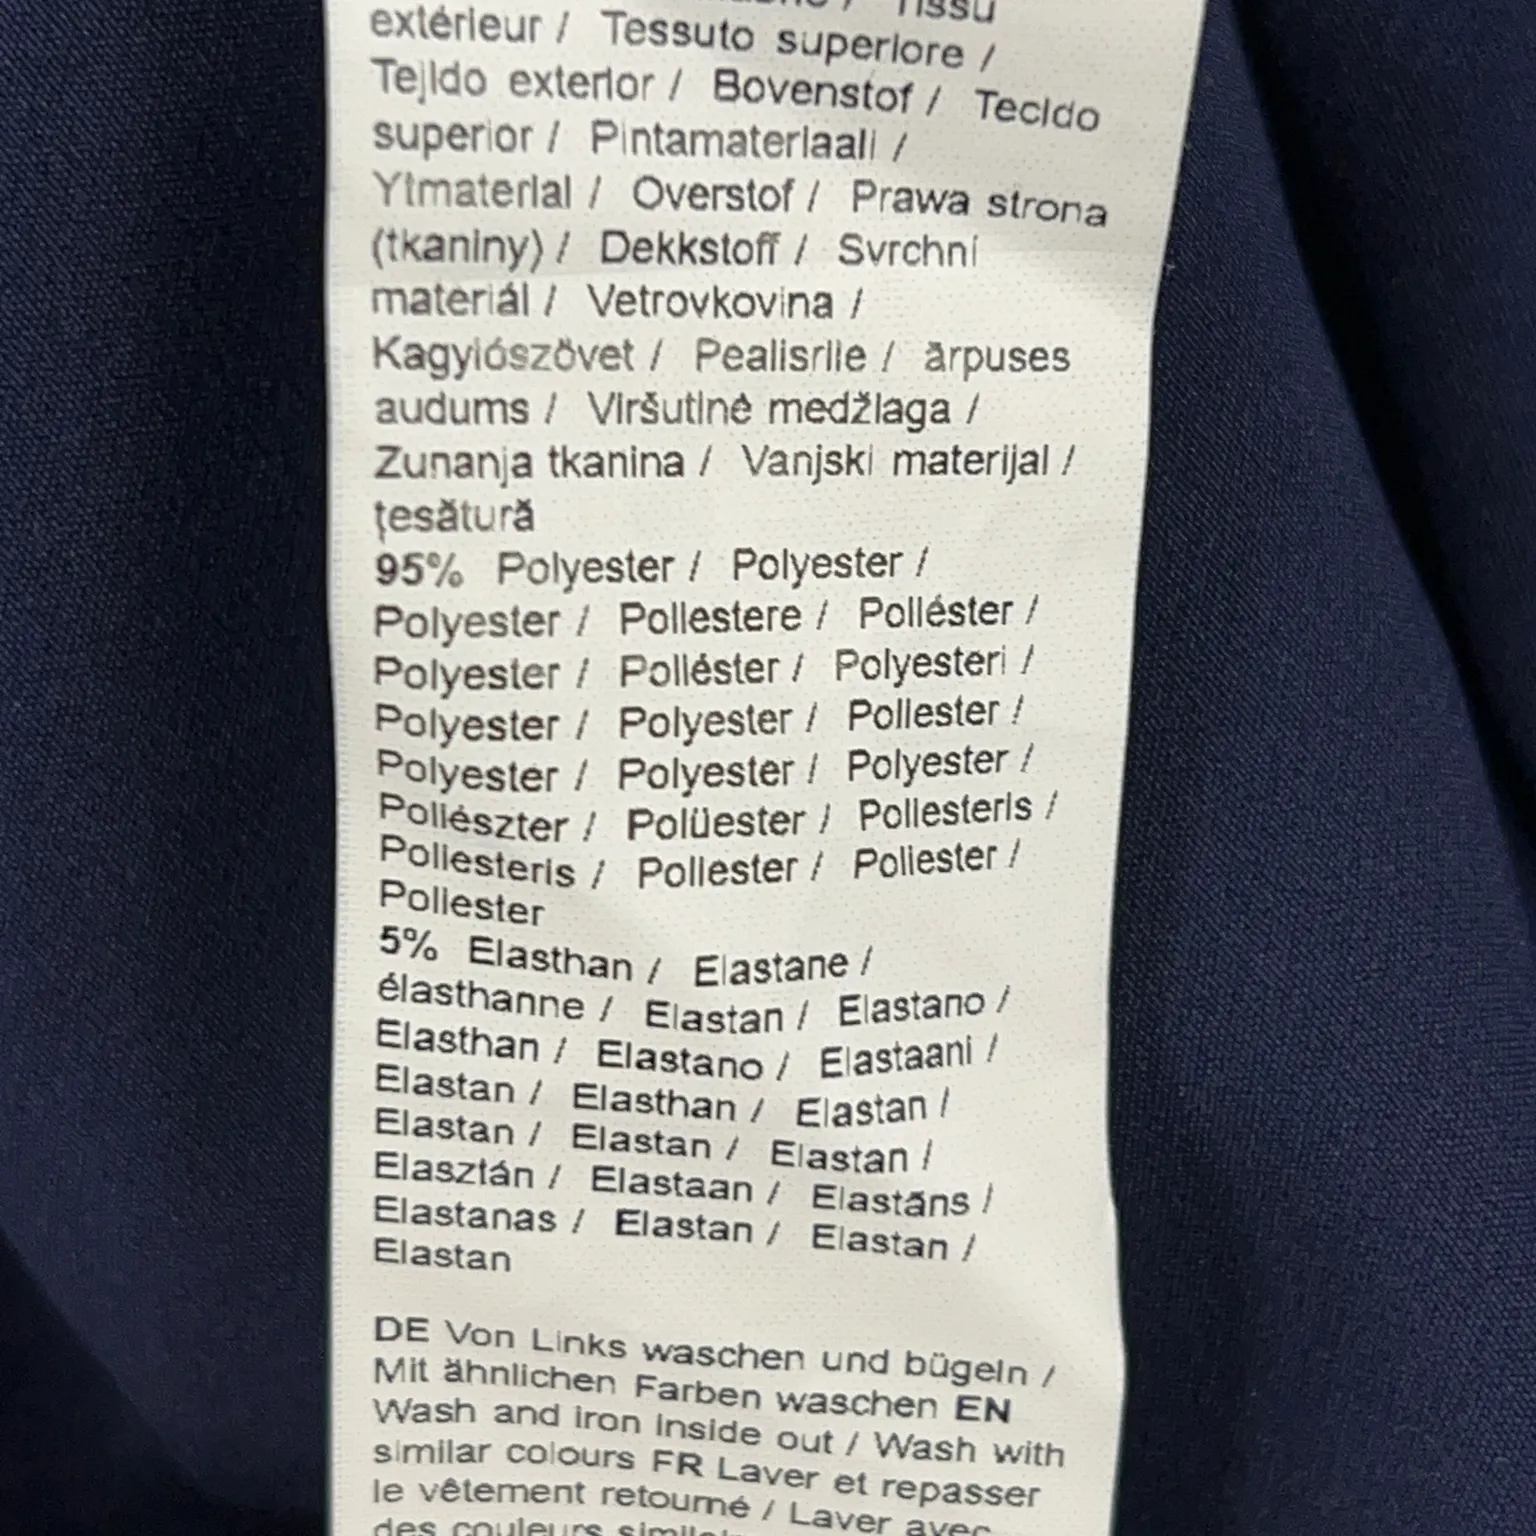 Tissu
extérieur / Tessuto superiore /
Tejido exterior / Bovenstof / Tecido
superior / Pintamateriaali /
Ytmaterial / Overstof / Prawa strona
(tkaniny) / Dekkstoff / Svrchní
materiál / Vetrovkovina /
Kagylószövet / Pealisriie / ārpuses
audums / Viršutinė medžiaga /
Zunanja tkanina / Vanjski materijal /
țesătură
95% Polyester / Polyester /
Polyester / Poliestere / Poliéster /
Polyester / Poliéster / Polyesteri /
Polyester / Polyester / Poliester /
Polyester / Polyester / Polyester /
Poliészter / Polüester / Poliesteris /
Poliesteris / Poliester / Poliester /
Poliester
5% Elasthan / Elastane /
élasthanne / Elastan / Elastano /
Elasthan / Elastano / Elastaani /
Elastan / Elasthan / Elastan /
Elastan / Elastan / Elastan /
Elasztán / Elastaan / Elastāns /
Elastanas / Elastan / Elastan /
Elastan
DE Von Links waschen und bügeln /
Mit ähnlichen Farben waschen EN
Wash and iron inside out / Wash with
similar colours FR Laver et repasser
le vêtement retourné / Laver avec
des couleurs